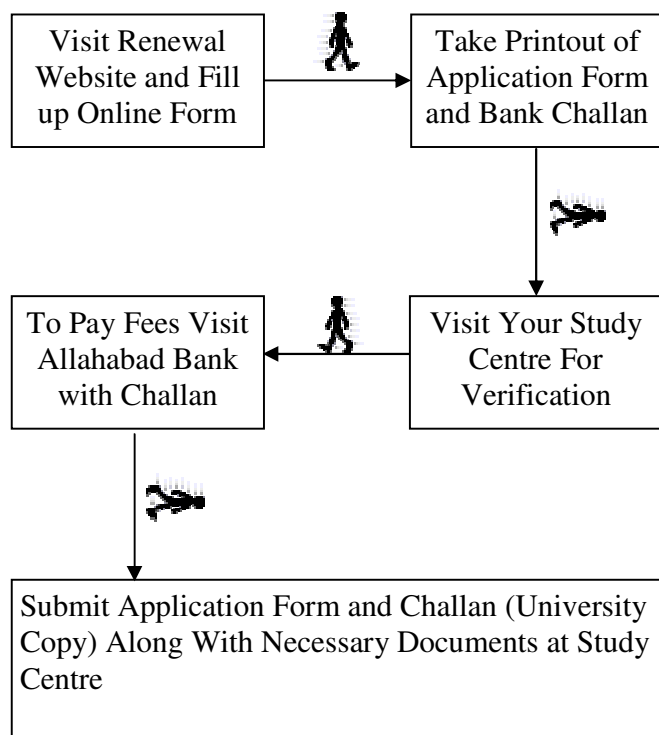 Visit Renewal
Website and Fill
up Online Form
Take Printout of
Application Form
and Bank Challan
Visit Your Study
Centre For
Verification
To Pay Fees Visit
Allahabad Bank
with Challan
Submit Application Form and Challan (University
Copy) Along With Necessary Documents at Study
Centre